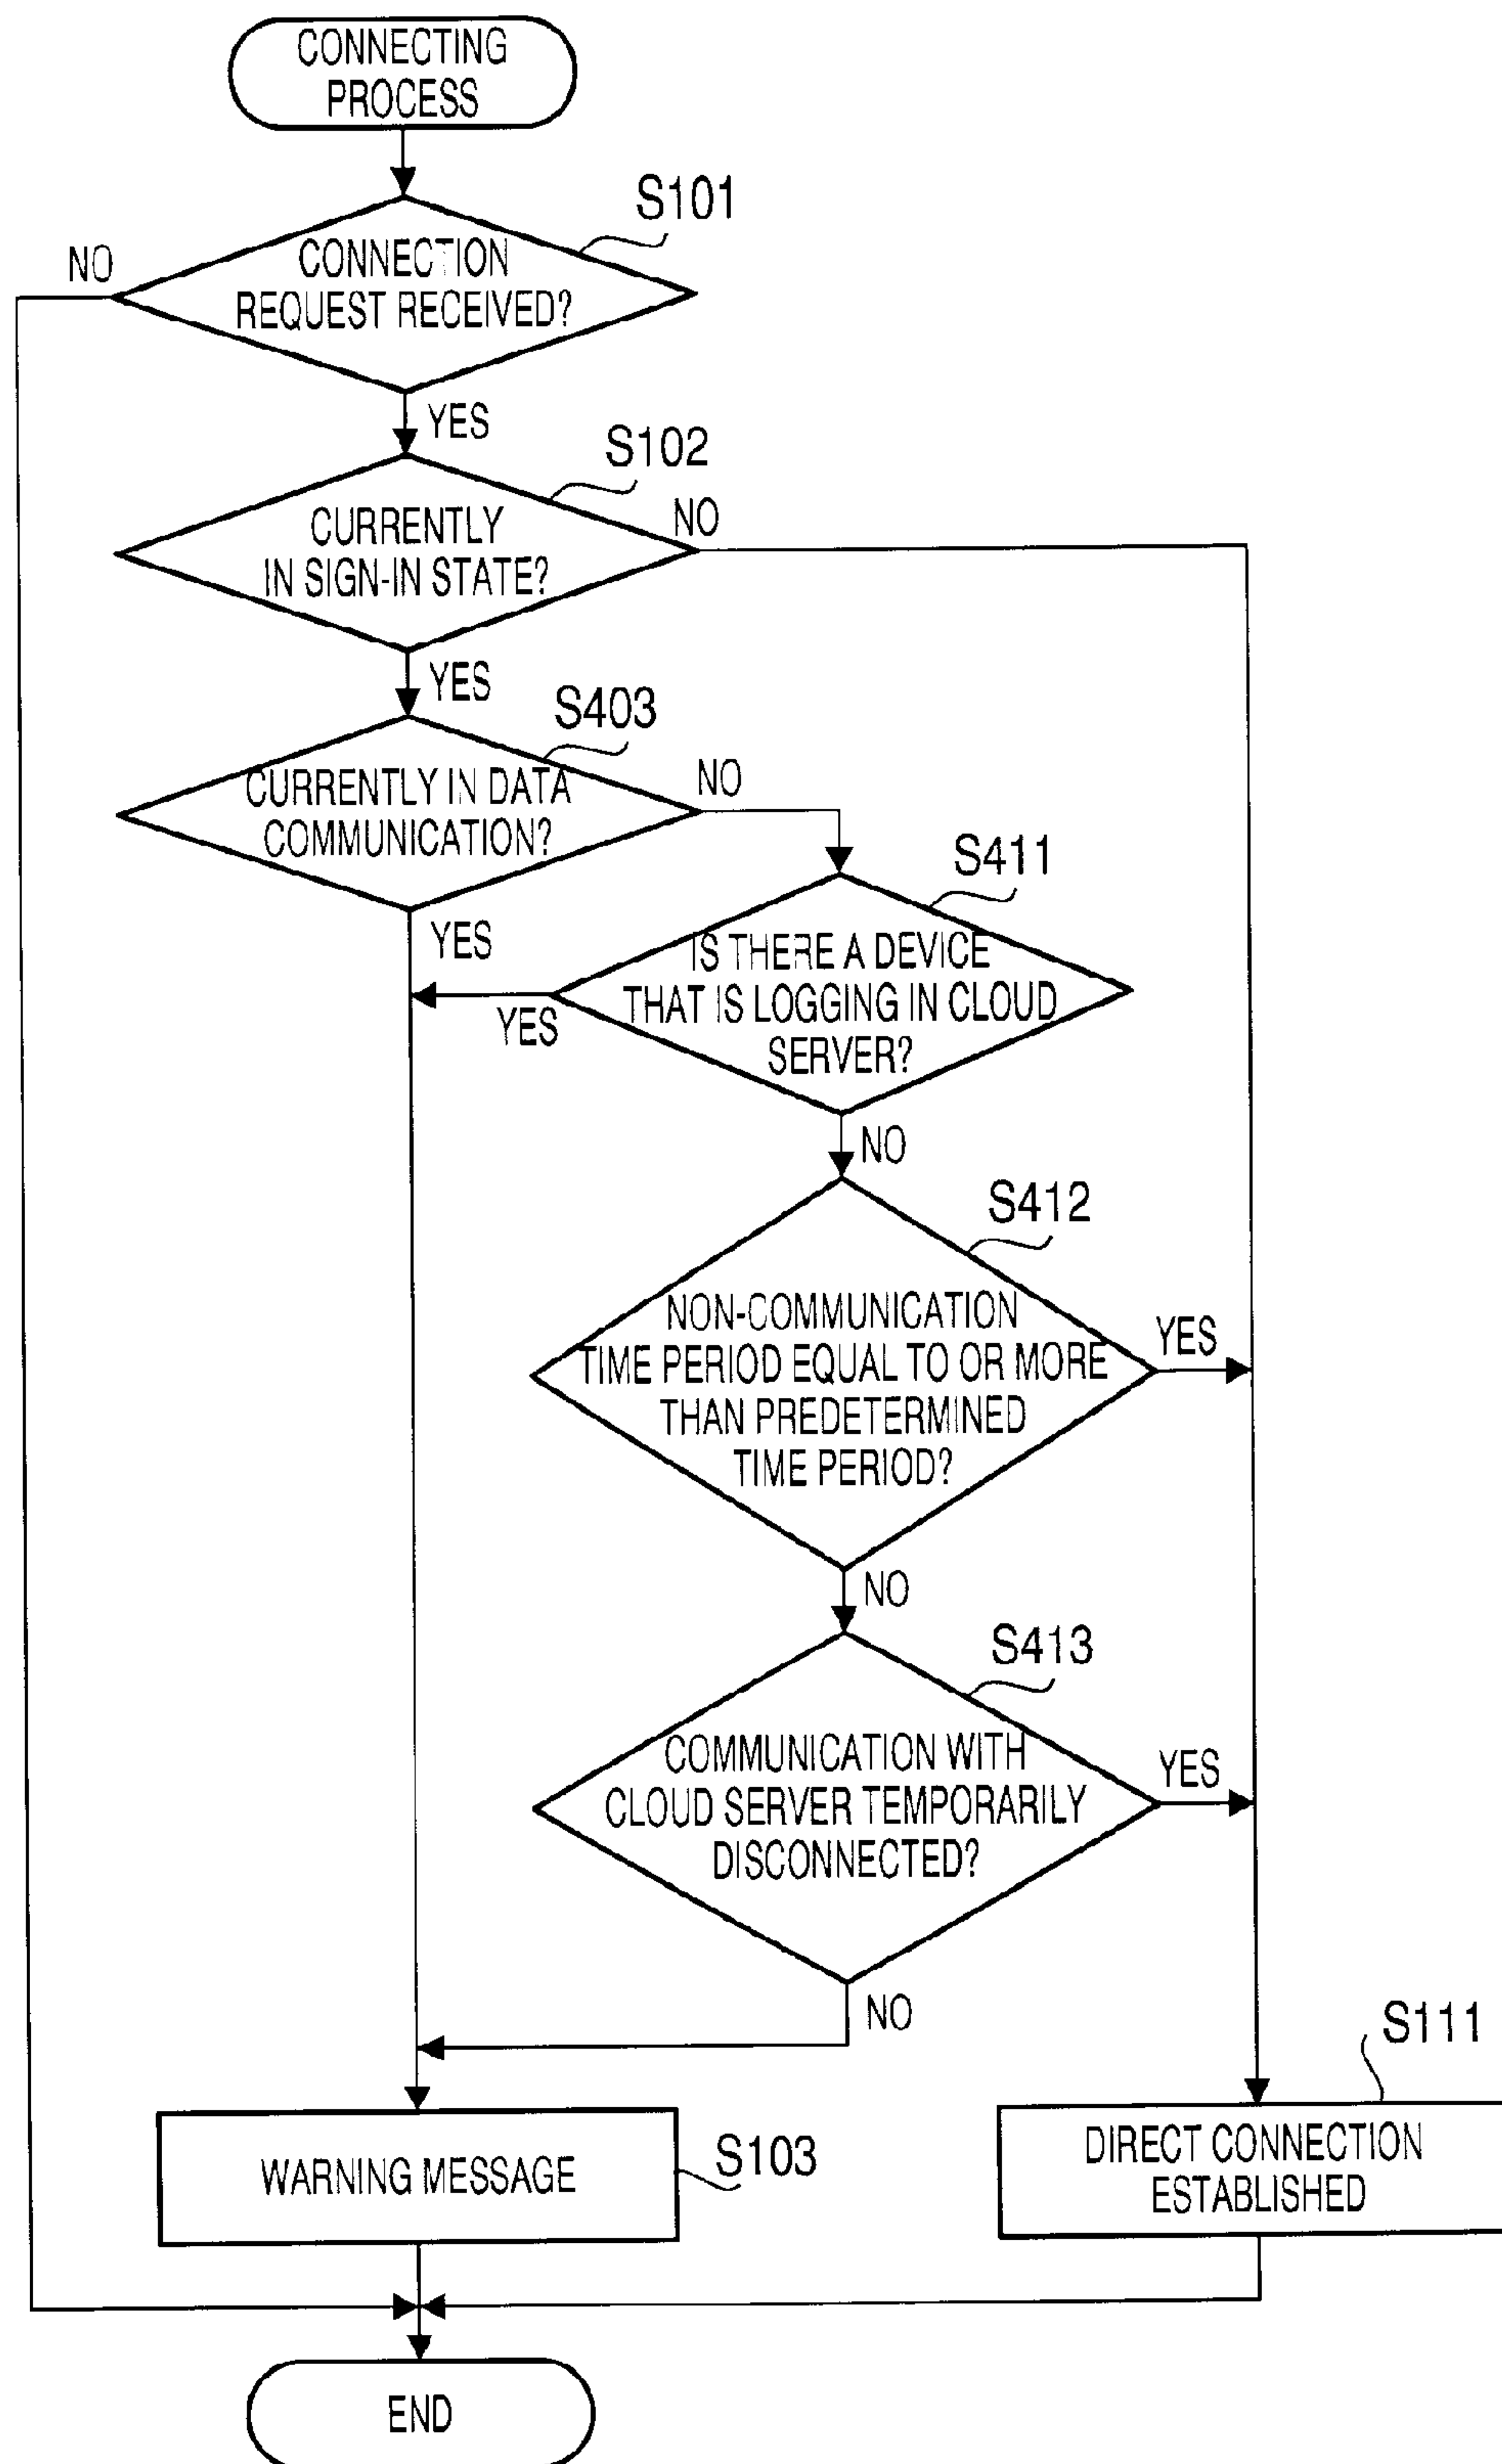 CONNECTING
PROCESS
S101
NO
CONNECTION
REQUEST RECEIVED?
YES
S102
NO
CURRENTLY
IN SIGN-IN STATE?
YES
S403
NO
CURRENTLY IN DATA
COMMUNICATION?
YES
S411
IS THERE A DEVICE
THAT IS LOGGING IN CLOUD
SERVER?
YES
NO
S412
NON-COMMUNICATION
TIME PERIOD EQUAL TO OR MORE
THAN PREDETERMINED
TIME PERIOD?
YES
NO
S413
COMMUNICATION WITH
CLOUD SERVER TEMPORARILY
DISCONNECTED?
YES
NO
S111
WARNING MESSAGE
S103
DIRECT CONNECTION
ESTABLISHED
END